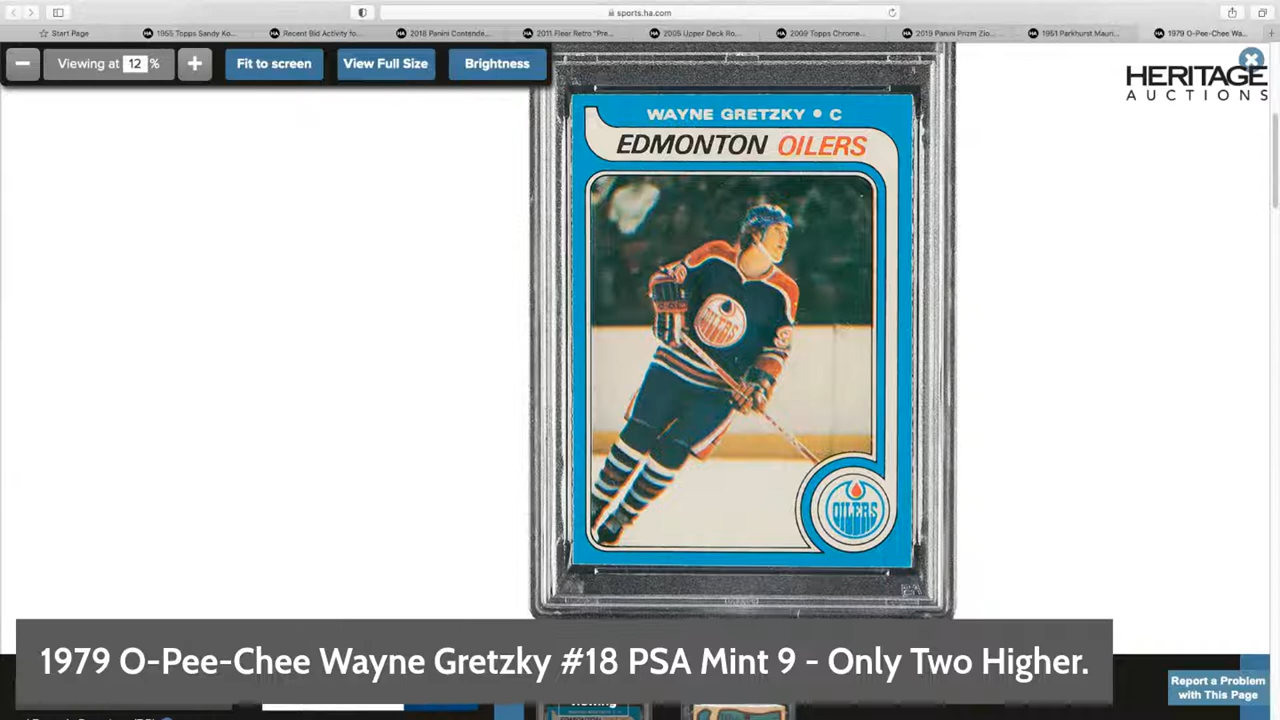 sports.ha.com
Start Page
1955 Topps Sandy Ko...
Recent Bid Activity fo...
2018 Panini Contende...
2011 Fleer Retro "Pre...
2005 Upper Deck Ro...
2009 Topps Chrome...
2019 Panini Prizm Zio...
1951 Parkhurst Mauri...
1979 O-Pee-Chee Wa...
Viewing at 12 %
Fit to screen
View Full Size
Brightness
HERITAGE
AUCTIONS
WAYNE GRETZKY • C
EDMONTON OILERS
OILERS
OILERS
1979 O-Pee-Chee Wayne Gretzky #18 PSA Mint 9 - Only Two Higher.
Report a Problem
with This Page